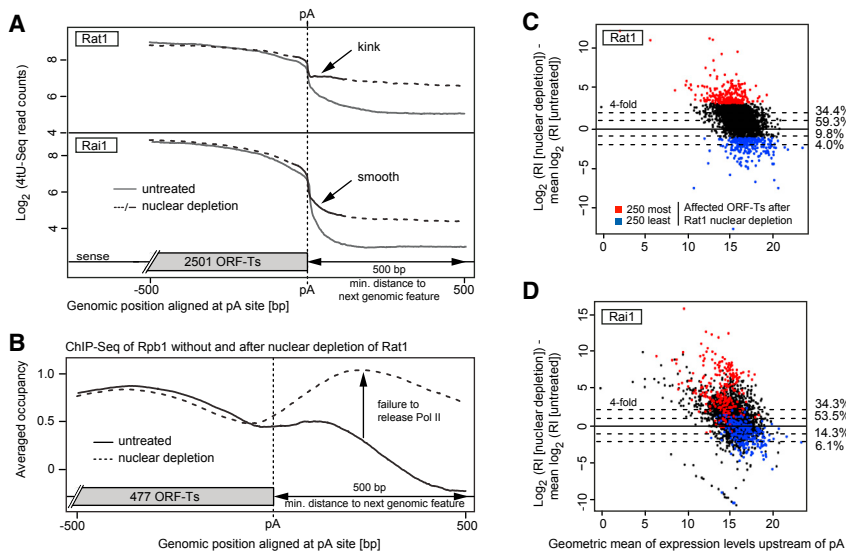 A
pA
Rat1
kink
8
6
4
Log2 (4tU-Seq read counts)
Rai1
8
6
4
untreated
nuclear depletion
smooth
sense
2501 ORF-Ts
pA
500 bp
min. distance to
next genomic feature
-500
500
Genomic position aligned at pA site [bp]
B
ChIP-Seq of Rpb1 without and after nuclear depletion of Rat1
Averaged occupancy
1.0
0.5
0
untreated
nuclear depletion
failure to
release Pol II
477 ORF-Ts
500 bp
min. distance to next genomic feature
-500
pA
500
Genomic position aligned at pA site [bp]
C
Rat1
Log2 (RI [nuclear depletion]) -
mean log2 (RI [untreated])
10
5
0
-5
-10
4-fold
34.4%
59.3%
9.8%
4.0%
250 most
250 least
Affected ORF-Ts after
Rat1 nuclear depletion
0 5 10 15 20
D
Rai1
Log2 (RI [nuclear depletion]) -
mean log2 (RI [untreated])
15
10
5
0
-5
-10
4-fold
34.3%
53.5%
14.3%
6.1%
0 5 10 15 20
Geometric mean of expression levels upstream of pA